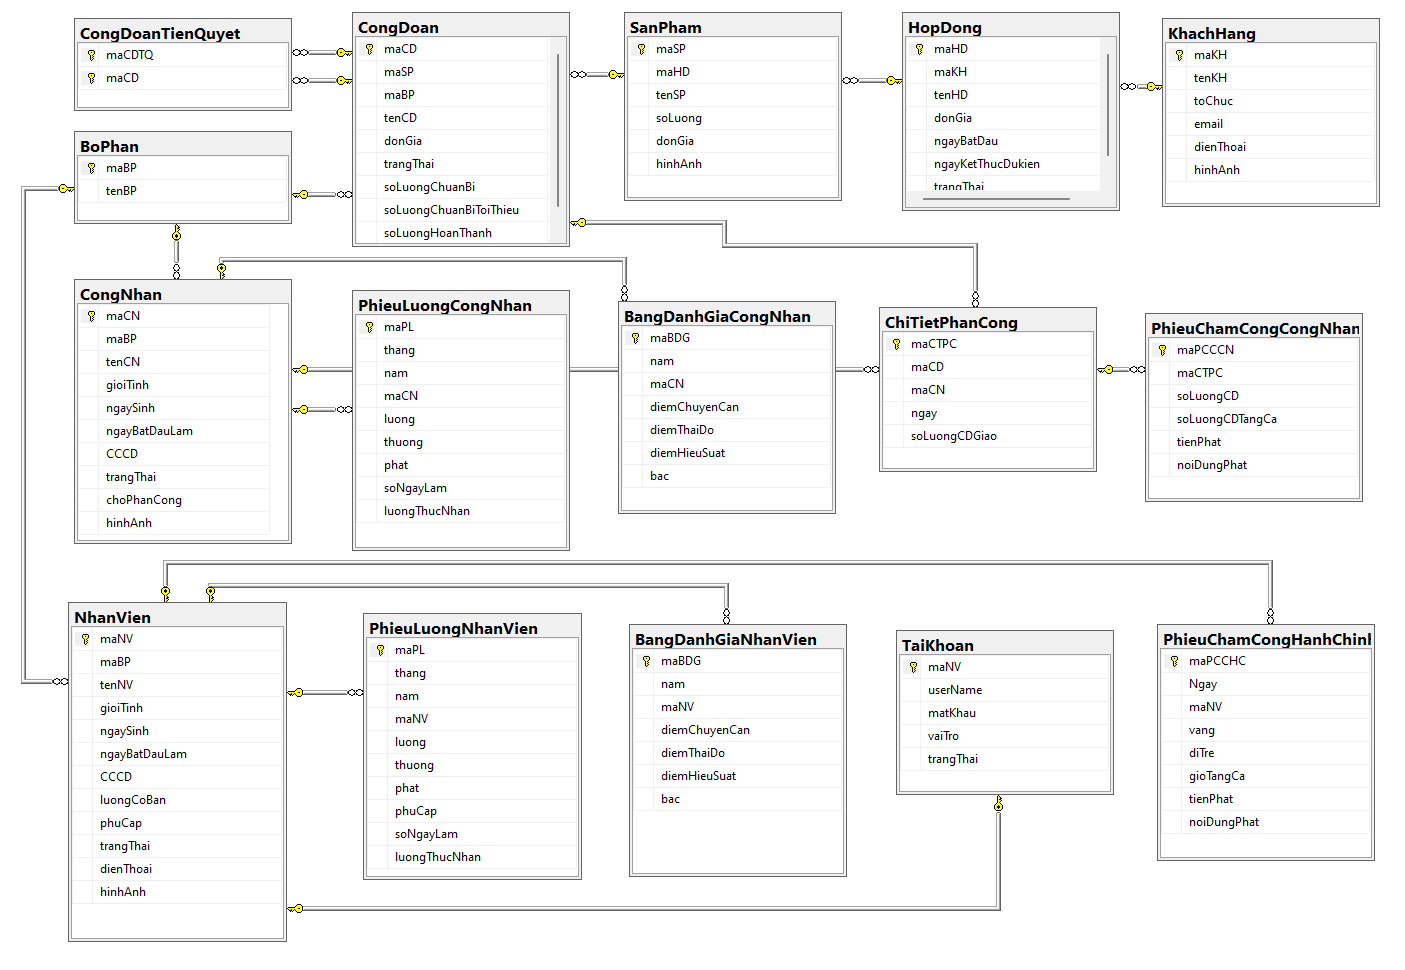 CongDoanTienQuyet
maCDTQ
maCD
CongDoan
maCD
maSP
maBP
tenCD
donGia
trangThai
soLuongChuanBi
soLuongChuanBiToiThieu
soLuongHoanThanh
SanPham
maSP
maHD
tenSP
soLuong
donGia
hinhAnh
HopDong
maHD
maKH
tenHD
donGia
ngayBatDau
ngayKetThucDukien
trangThai
KhachHang
maKH
tenKH
toChuc
email
dienThoai
hinhAnh
BoPhan
maBP
tenBP
CongNhan
maCN
maBP
tenCN
gioiTinh
ngaySinh
ngayBatDauLam
CCCD
trangThai
choPhanCong
hinhAnh
PhieuLuongCongNhan
maPL
thang
nam
maCN
luong
thuong
phat
soNgayLam
luongThucNhan
BangDanhGiaCongNhan
maBDG
nam
maCN
diemChuyenCan
diemThaiDo
diemHieuSuat
bac
ChiTietPhanCong
maCTPC
maCD
maCN
ngay
soLuongCDGiao
PhieuChamCongCongNhan
maPCCCN
maCTPC
soLuongCD
soLuongCDTangCa
tienPhat
noiDungPhat
NhanVien
maNV
maBP
tenNV
gioiTinh
ngaySinh
ngayBatDauLam
CCCD
luongCoBan
phuCap
trangThai
dienThoai
hinhAnh
PhieuLuongNhanVien
maPL
thang
nam
maNV
luong
thuong
phat
phuCap
soNgayLam
luongThucNhan
BangDanhGiaNhanVien
maBDG
nam
maNV
diemChuyenCan
diemThaiDo
diemHieuSuat
bac
TaiKhoan
maNV
userName
matKhau
vaiTro
trangThai
PhieuChamCongHanhChinl
maPCCHC
Ngay
maNV
vang
diTre
gioTangCa
tienPhat
noiDungPhat